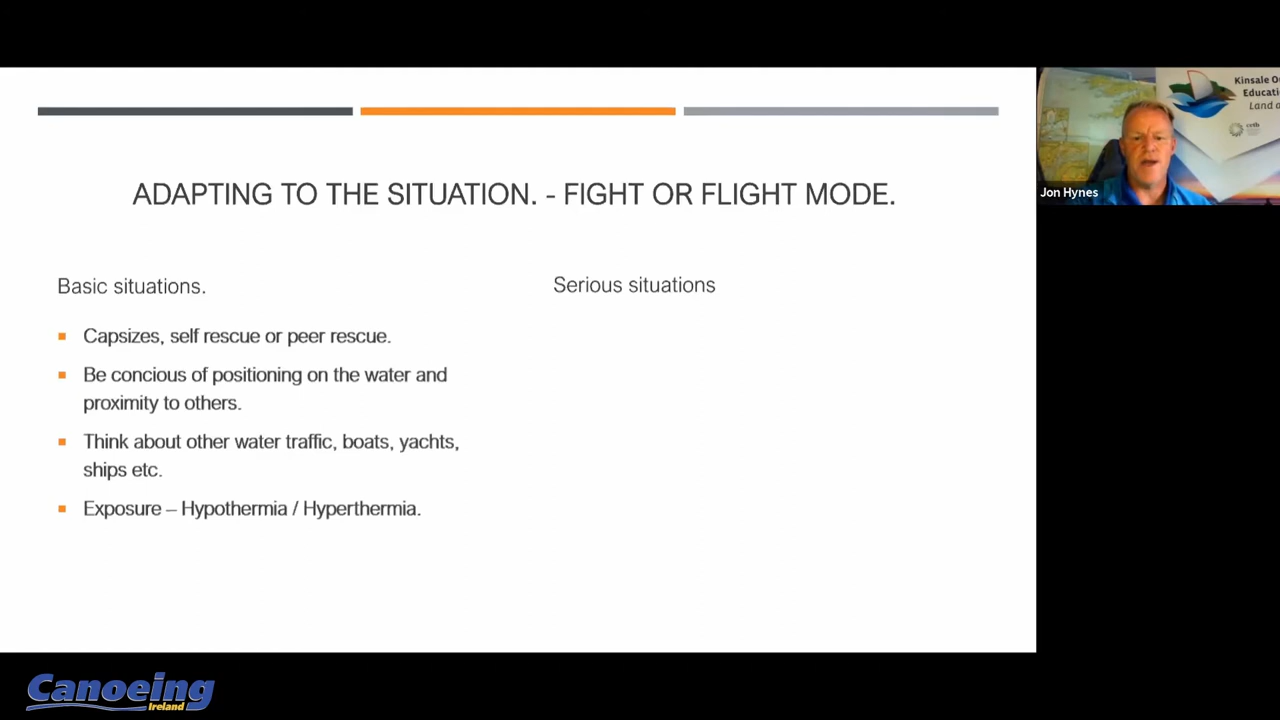 ADAPTING TO THE SITUATION. - FIGHT OR FLIGHT MODE.
Basic situations.
Capsizes, self rescue or peer rescue.
Be concious of positioning on the water and
proximity to others.
Think about other water traffic, boats, yachts,
ships etc.
Exposure – Hypothermia / Hyperthermia.
Serious situations
Kinsale
Land
Jon Hynes
Canoeing
Ireland